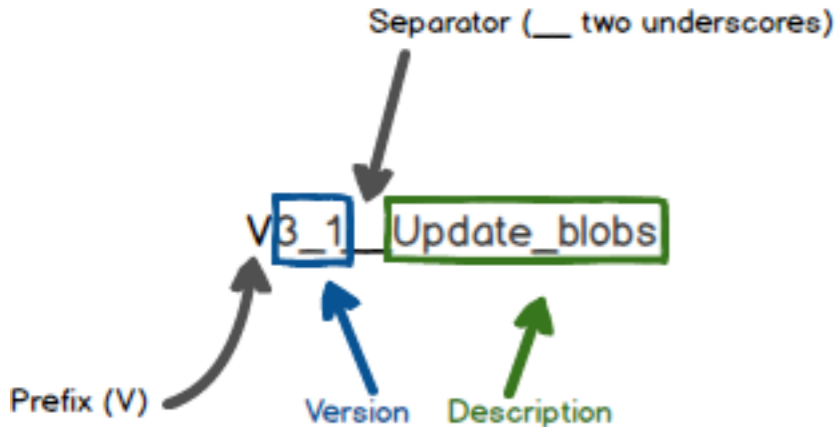 Separator (__ two underscores)
V3_1__Update_blobs
Prefix (V)
Version
Description